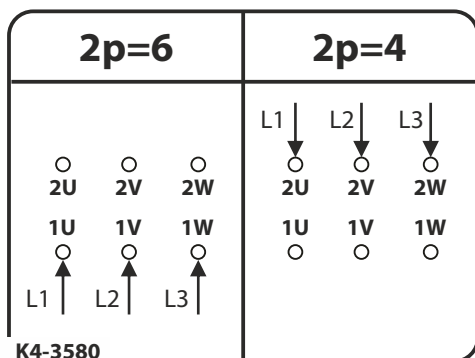 2p=6 2p=4
L1 L2 L3
2U 2V 2W 2U 2V 2W
1U 1V 1W 1U 1V 1W
L1 L2 L3
K4-3580